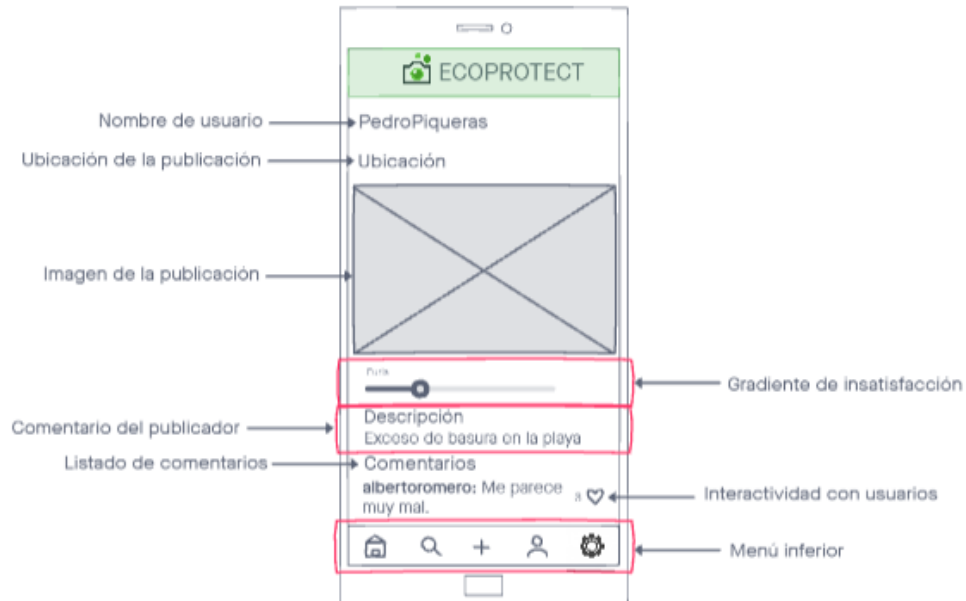 ECOPROTECT
Nombre de usuario
PedroPiqueras
Ubicación de la publicación
Ubicación
Imagen de la publicación
Gradiente de insatisfacción
Descripción
Exceso de basura en la playa
Comentario del publicador
Listado de comentarios
Comentarios
albertoromero: Me parece
muy mal.
Interactividad con usuarios
Menú inferior